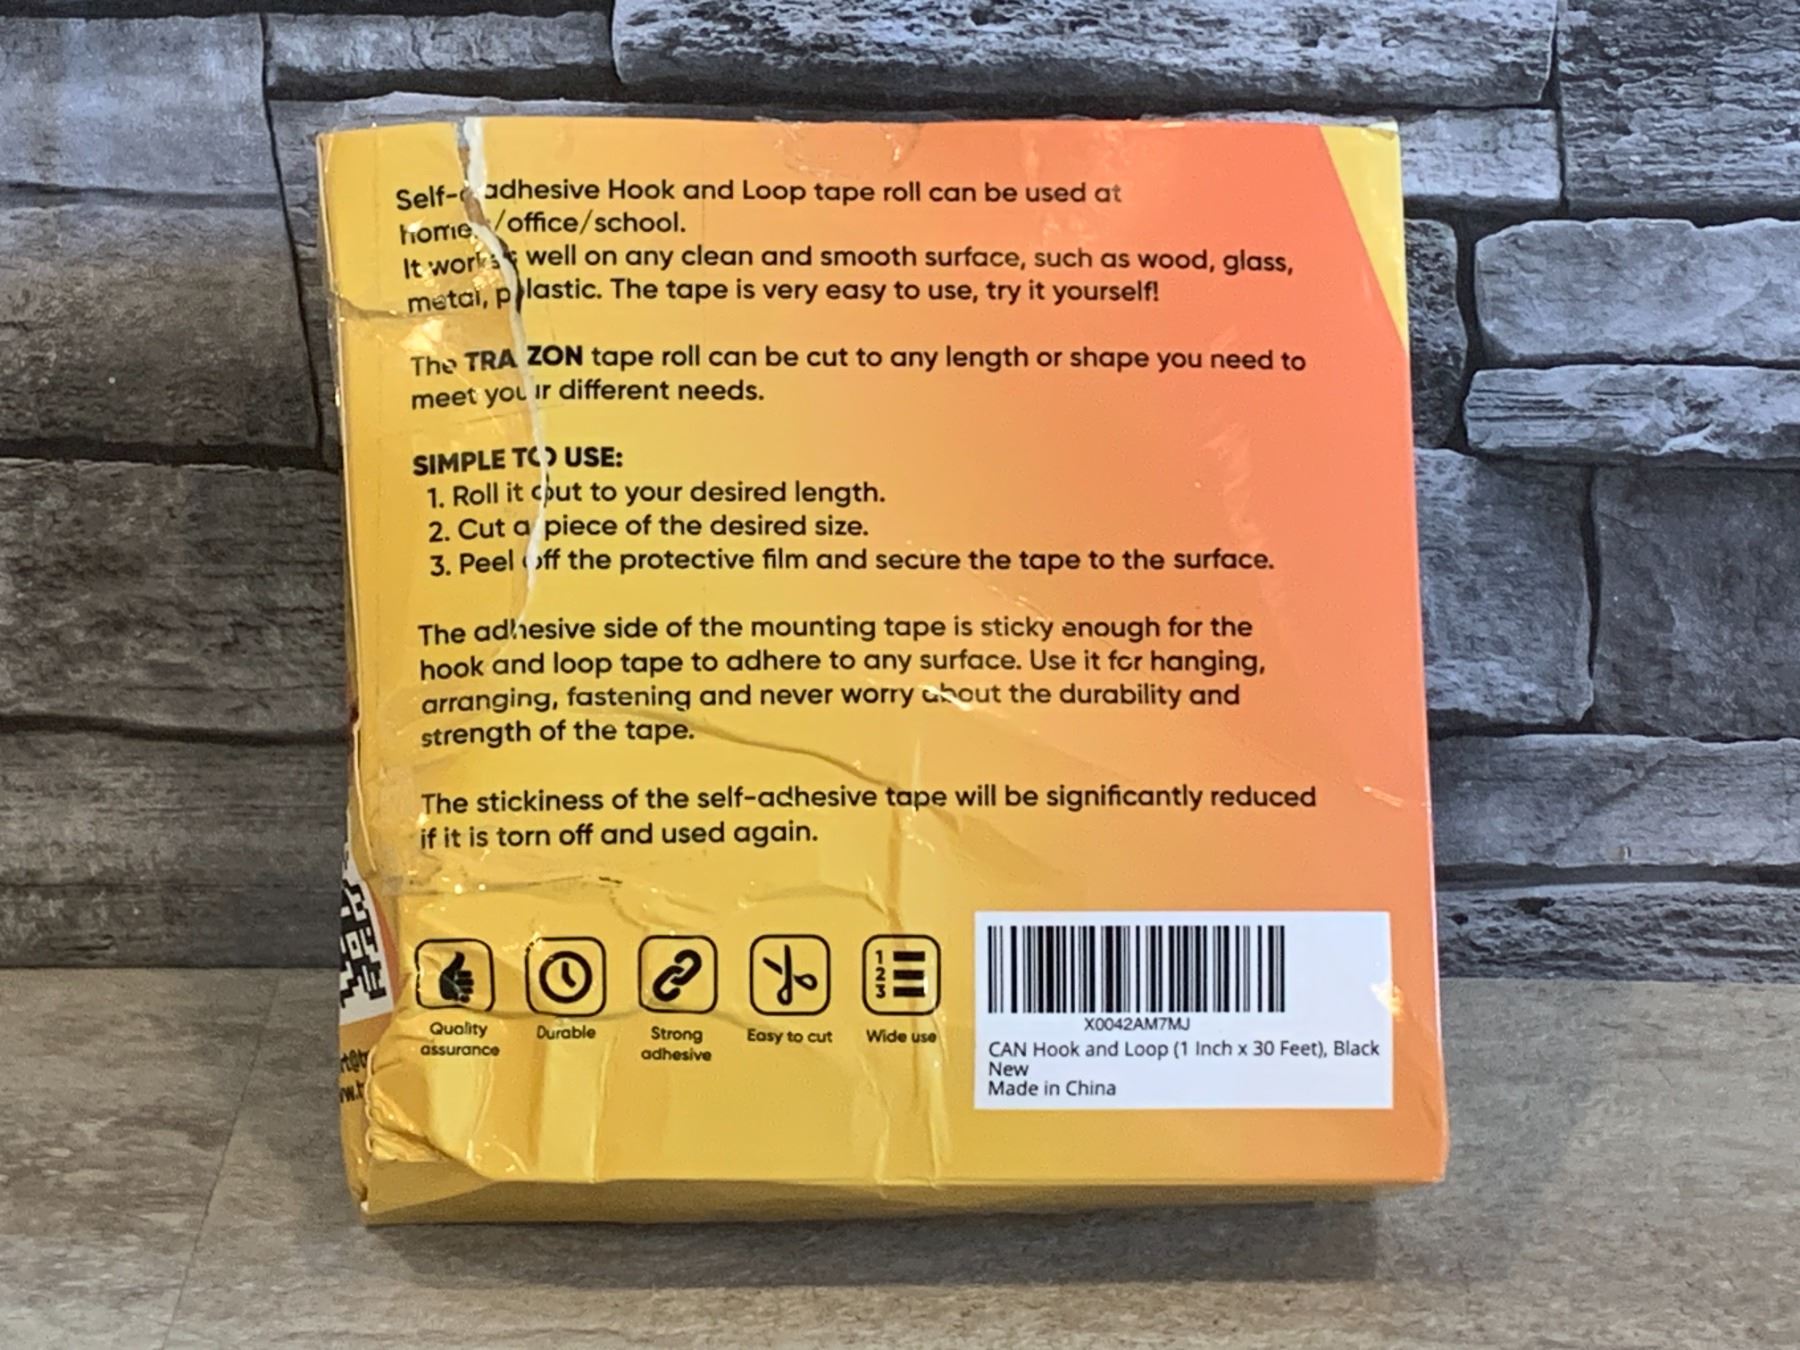 Self-adhesive Hook and Loop tape roll can be used at
home/office/school.
It works well on any clean and smooth surface, such as wood, glass,
metal, plastic. The tape is very easy to use, try it yourself!
The TRAZON tape roll can be cut to any length or shape you need to
meet your different needs.
SIMPLE TO USE:
1. Roll it out to your desired length.
2. Cut a piece of the desired size.
3. Peel off the protective film and secure the tape to the surface.
The adhesive side of the mounting tape is sticky enough for the
hook and loop tape to adhere to any surface. Use it for hanging,
arranging, fastening and never worry about the durability and
strength of the tape.
The stickiness of the self-adhesive tape will be significantly reduced
if it is torn off and used again.
1
2
3
Quality
assurance
Durable
Strong
adhesive
Easy to cut
Wide use
X0042AM7MJ
CAN Hook and Loop (1 Inch x 30 Feet), Black
New
Made in China